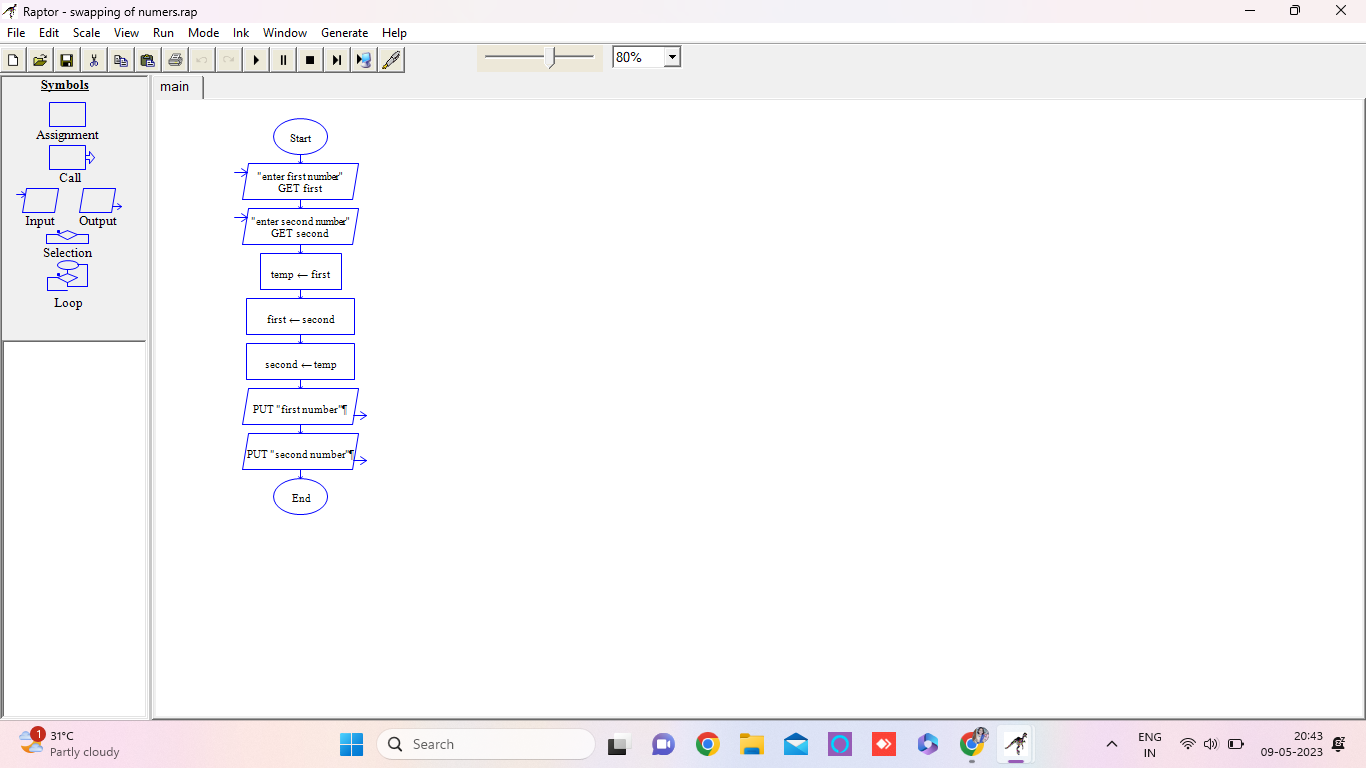 Raptor - swapping of numers.rap
File Edit Scale View Run Mode Ink Window Generate Help
80%
Symbols
Assignment
Call
Input Output
Selection
Loop
main
Start
"enter first number"
GET first
"enter second number"
GET second
temp ← first
first ← second
second ← temp
PUT "first number"¶
PUT "second number"¶
End
1
31°C
Partly cloudy
Search
ENG
IN
20:43
09-05-2023